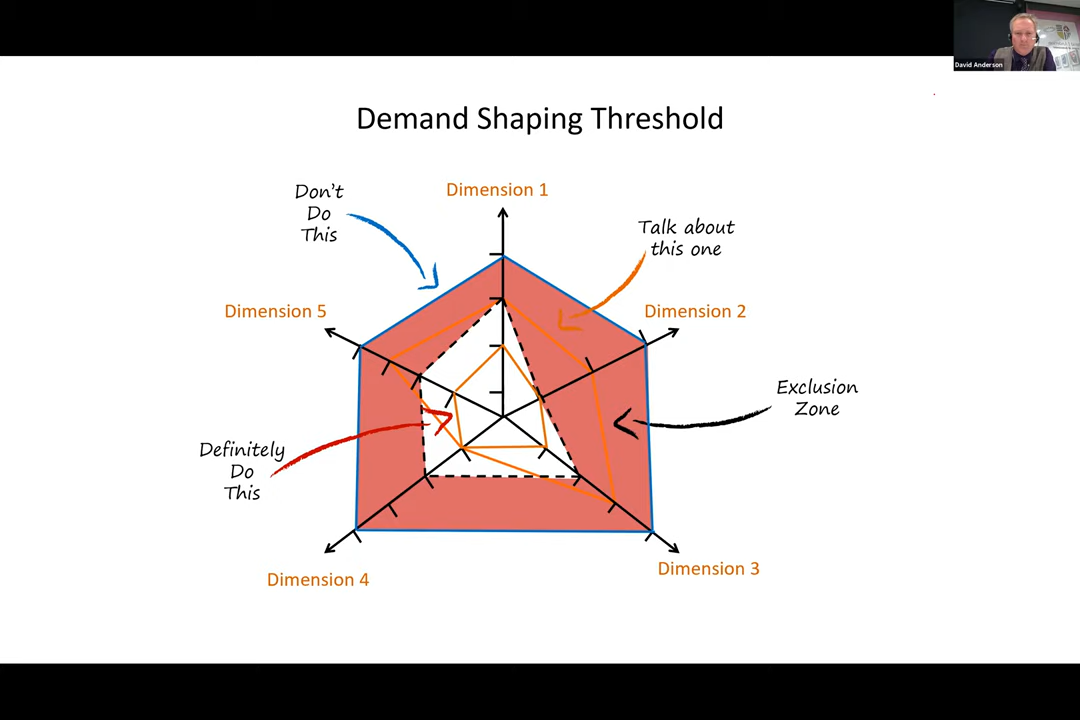 David Anderson
Demand Shaping Threshold
Don't
Do
This
Dimension 1
Talk about
this one
Dimension 5
Dimension 2
Exclusion
Zone
Definitely
Do
This
Dimension 4
Dimension 3